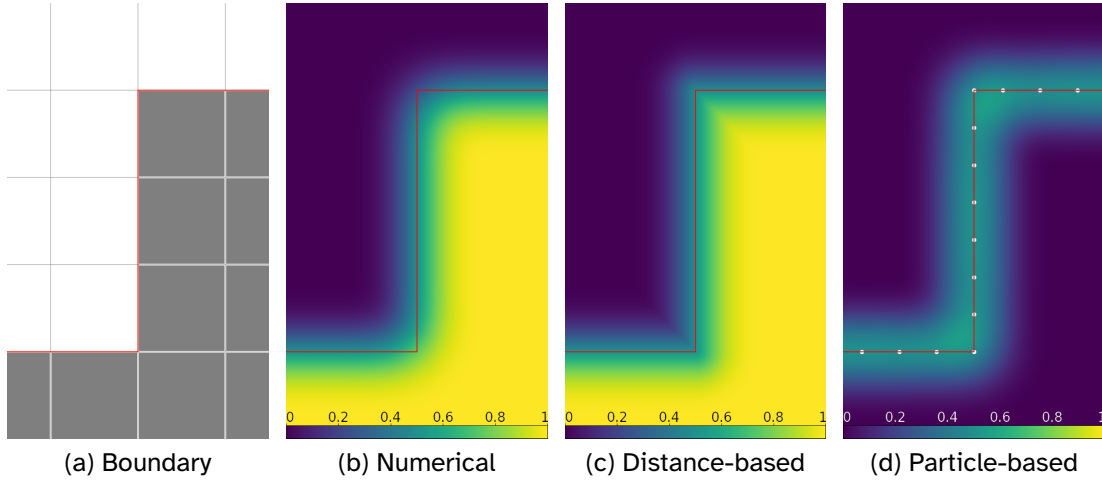 0 0.2 0.4 0.6 0.8 1
0 0.2 0.4 0.6 0.8 1
0 0.2 0.4 0.6 0.8 1
(a) Boundary
(b) Numerical
(c) Distance-based
(d) Particle-based